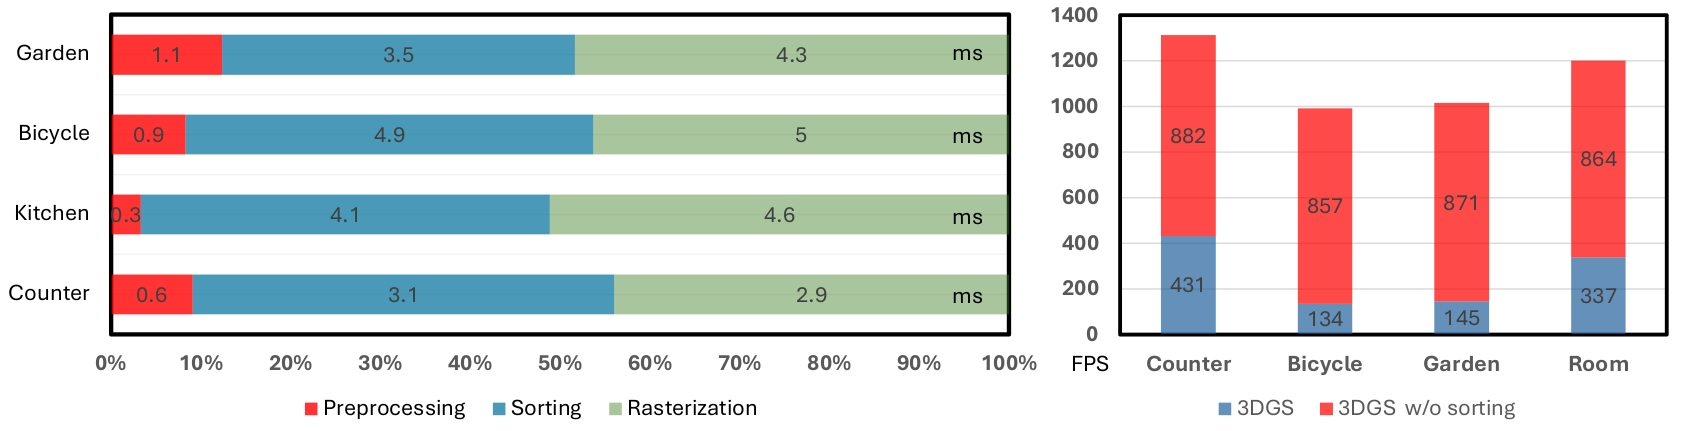 Garden 1.1 3.5 4.3 ms
Bicycle 0.9 4.9 5 ms
Kitchen 0.3 4.1 4.6 ms
Counter 0.6 3.1 2.9 ms
0% 10% 20% 30% 40% 50% 60% 70% 80% 90% 100%
Preprocessing Sorting Rasterization
1400
1200
1000
800
600
400
200
0
882 857 871 864
431 134 145 337
FPS Counter Bicycle Garden Room
3DGS 3DGS w/o sorting